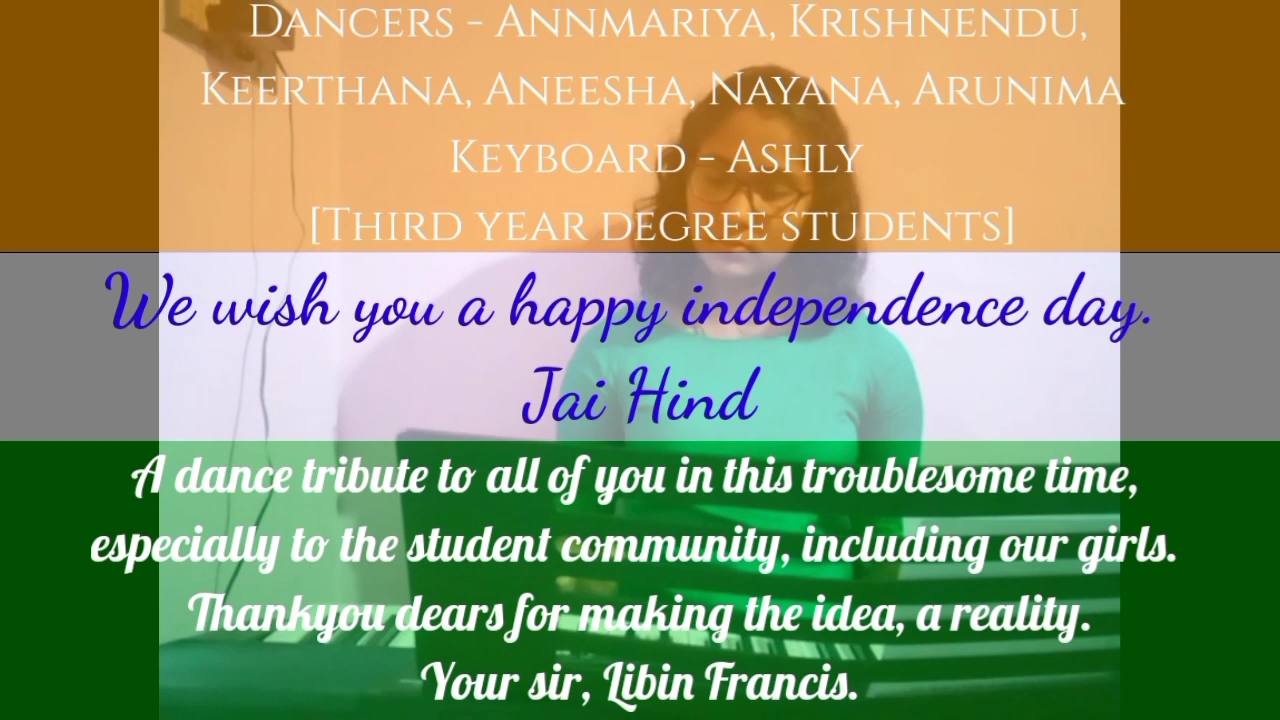 Dancers - Annmariya, Krishnendu,
Keerthana, Aneesha, Nayana, Arunima
Keyboard - Ashly
[Third year degree students]
We wish you a happy independence day.
Jai Hind
A dance tribute to all of you in this troublesome time,
especially to the student community, including our girls.
Thankyou dears for making the idea, a reality.
Your sir, Libin Francis.